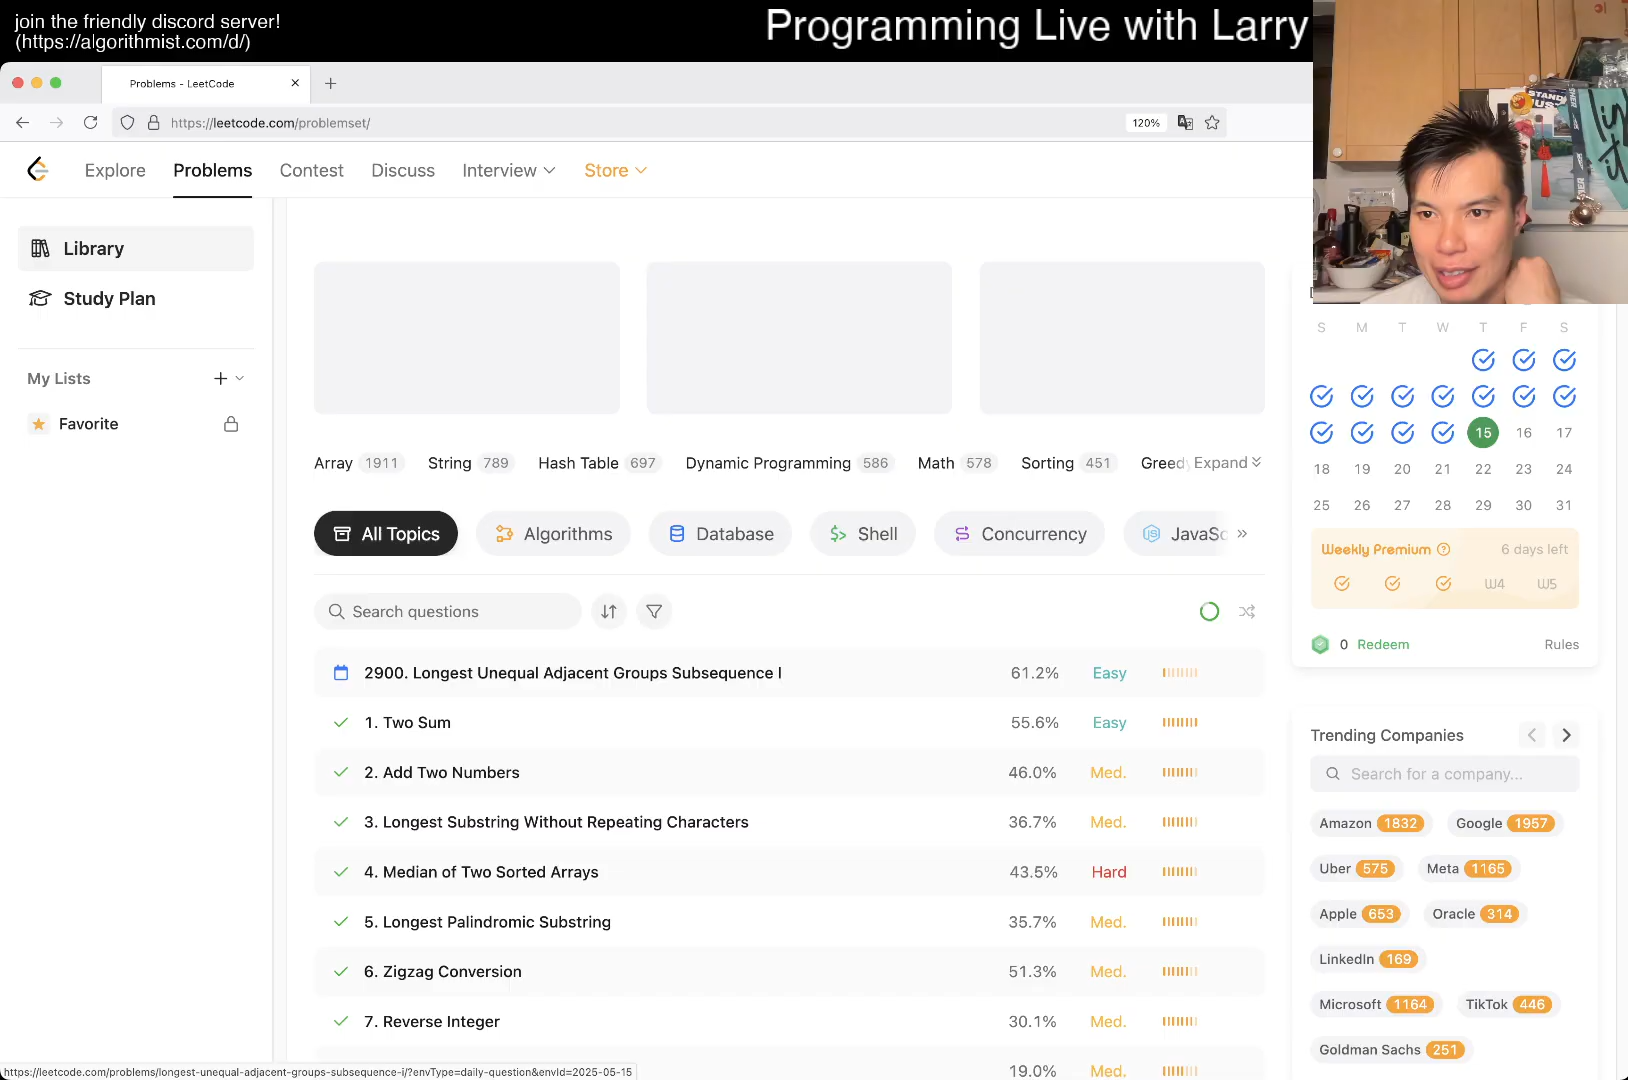 join the friendly discord server!
(https://algorithmist.com/d/)
Programming Live with Larry
Problems - LeetCode
https://leetcode.com/problemset/
120%
Explore
Problems
Contest
Discuss
Interview
Store
Library
Study Plan
My Lists
Favorite
Array 1911
String 789
Hash Table 697
Dynamic Programming 586
Math 578
Sorting 451
Greedy
Expand
All Topics
Algorithms
Database
Shell
Concurrency
JavaSc
Search questions
2900. Longest Unequal Adjacent Groups Subsequence I 61.2% Easy
1. Two Sum 55.6% Easy
2. Add Two Numbers 46.0% Med.
3. Longest Substring Without Repeating Characters 36.7% Med.
4. Median of Two Sorted Arrays 43.5% Hard
5. Longest Palindromic Substring 35.7% Med.
6. Zigzag Conversion 51.3% Med.
7. Reverse Integer 30.1% Med.
19.0% Med.
STAND
US
S M T W T F S
15 16 17
18 19 20 21 22 23 24
25 26 27 28 29 30 31
Weekly Premium 6 days left
W4 W5
0 Redeem Rules
Trending Companies
Search for a company...
Amazon 1832 Google 1957
Uber 575 Meta 1165
Apple 653 Oracle 314
LinkedIn 169
Microsoft 1164 TikTok 446
Goldman Sachs 251
https://leetcode.com/problems/longest-unequal-adjacent-groups-subsequence-i/?envType=daily-question&envId=2025-05-15